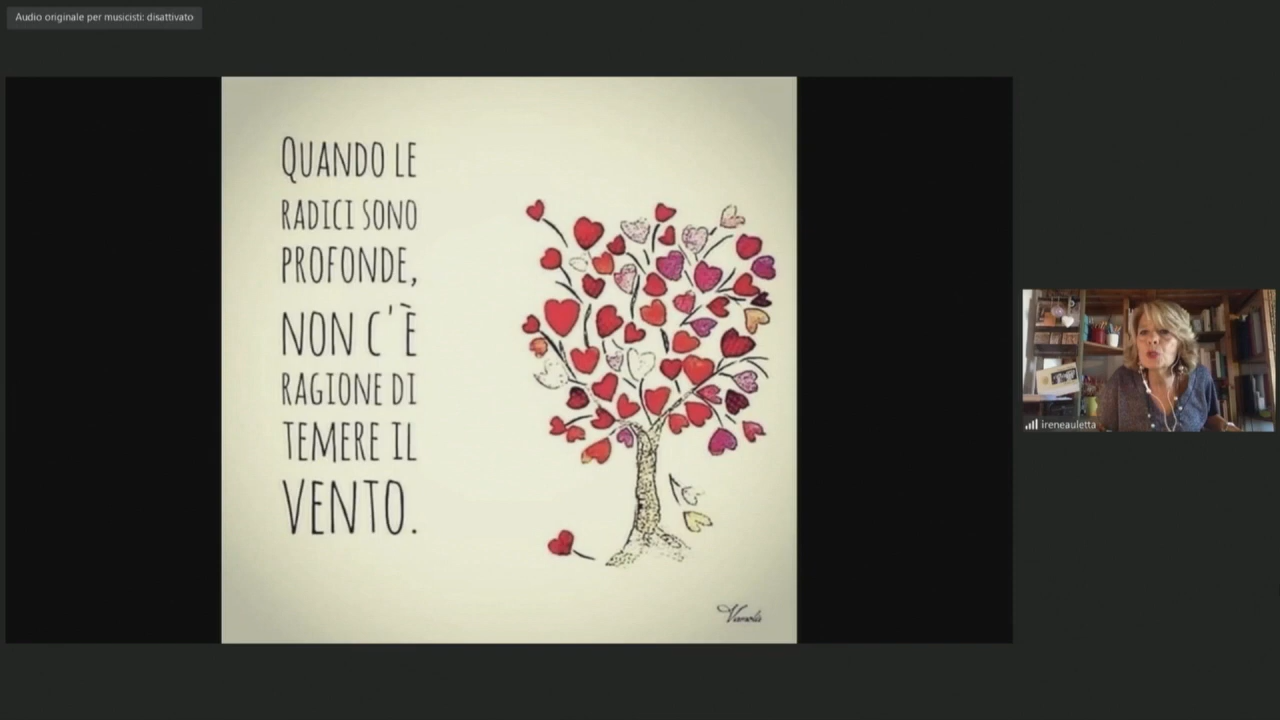 Audio originale per musicisti: disattivato
QUANDO LE
RADICI SONO
PROFONDE,
NON C'È
RAGIONE DI
TEMERE IL
VENTO.
ireneauletta